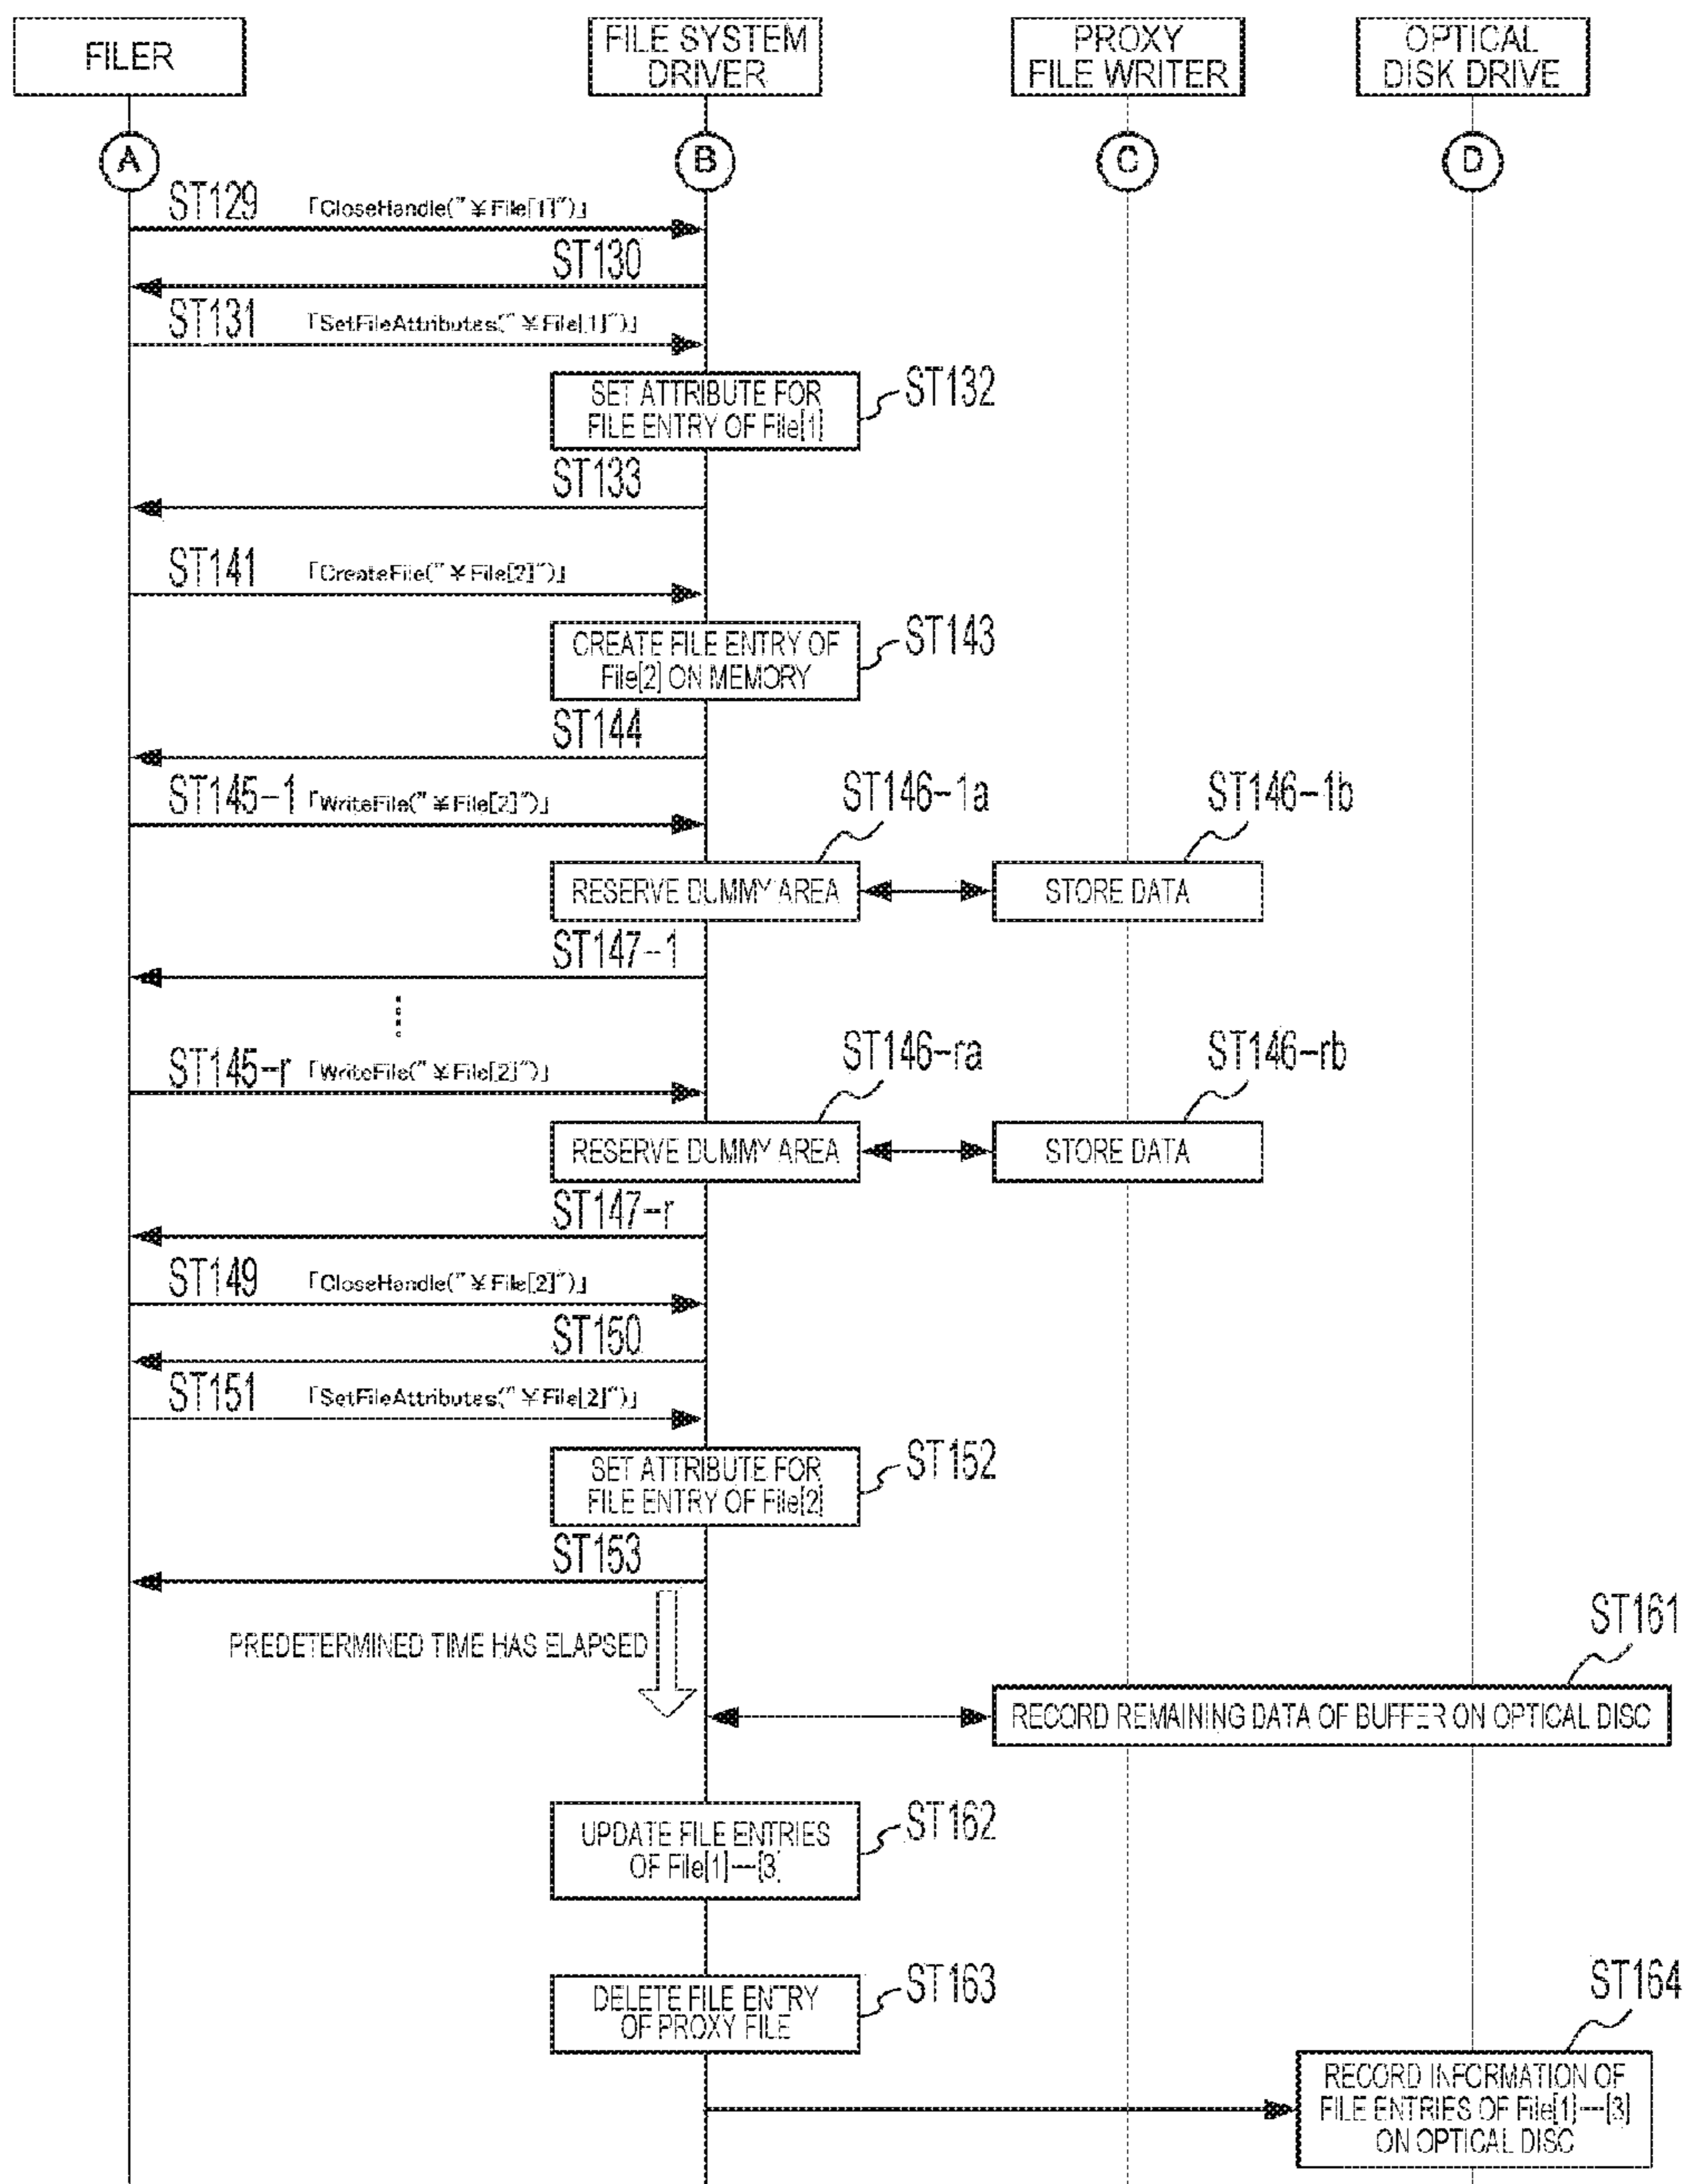 FILER
FILE SYSTEM
DRIVER
PROXY
FILE WRITER
OPTICAL
DISK DRIVE
A
B
C
D
ST129 「CloseHandle("¥File[1]")」
ST130
ST131 「SetFileAttributes("¥File[1]")」
SET ATTRIBUTE FOR
FILE ENTRY OF File[1]
ST132
ST133
ST141 「CreateFile("¥File[2]")」
CREATE FILE ENTRY OF
File[2] ON MEMORY
ST143
ST144
ST145-1 「WriteFile("¥File[2]")」
ST146-1a
ST146-1b
RESERVE DUMMY AREA
STORE DATA
ST147-1
ST145-r 「WriteFile("¥File[2]")」
ST146-ra
ST146-rb
RESERVE DUMMY AREA
STORE DATA
ST147-r
ST149 「CloseHandle("¥File[2]")」
ST150
ST151 「SetFileAttributes("¥File[2]")」
SET ATTRIBUTE FOR
FILE ENTRY OF File[2]
ST152
ST153
PREDETERMINED TIME HAS ELAPSED
ST161
RECORD REMAINING DATA OF BUFFER ON OPTICAL DISC
UPDATE FILE ENTRIES
OF File[1]---[3]
ST162
DELETE FILE ENTRY
OF PROXY FILE
ST163
ST164
RECORD INFORMATION OF
FILE ENTRIES OF File[1]---[3]
ON OPTICAL DISC